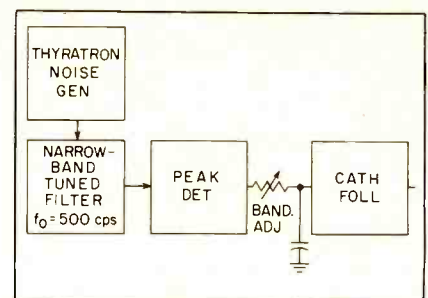 THYRATRON
NOISE
GEN
NARROW-
BAND
TUNED
FILTER
f₀ = 500 cps
PEAK
DET
BAND.
ADJ
CATH
FOLL